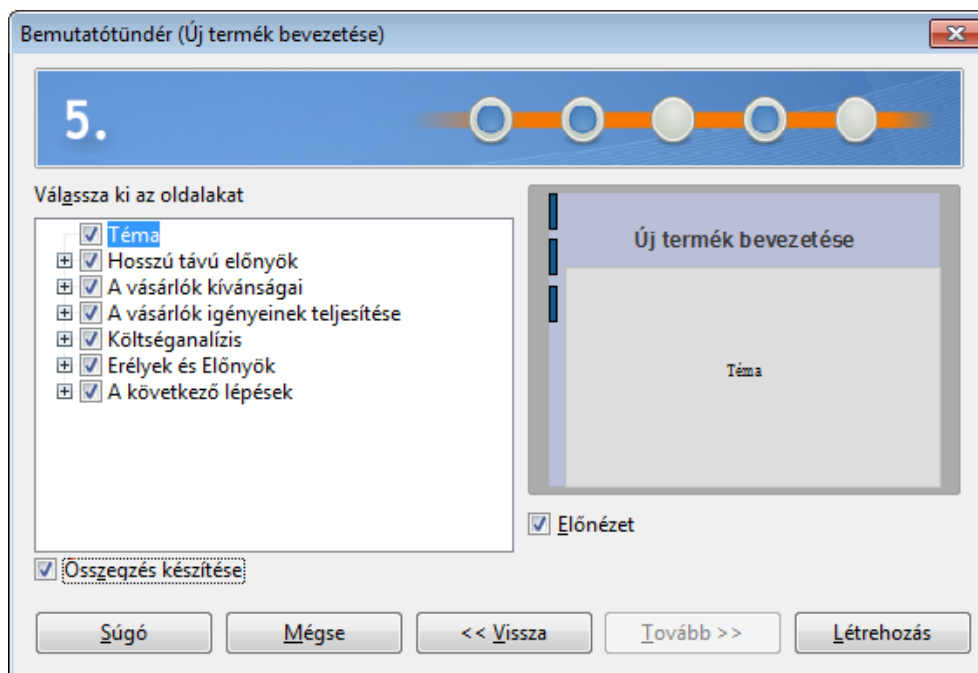 Bemutatótündér (Új termék bevezetése)
5.
Válassza ki az oldalakat
Téma
Hosszú távú előnyök
A vásárlók kívánságai
A vásárlók igényeinek teljesítése
Költséganalízis
Erélyek és Előnyök
A következő lépések
Összegzés készítése
Új termék bevezetése
Téma
Előnézet
Súgó
Mégse
<< Vissza
Tovább >>
Létrehozás